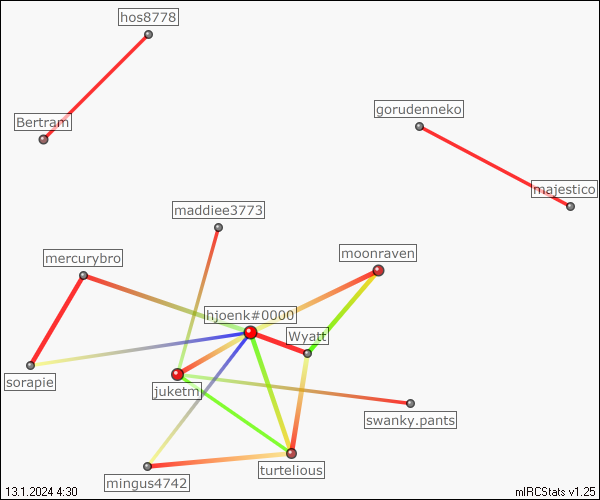 hos8778
Bertram
gorudenneko
majestico
maddiee3773
mercurybro
moonraven
hjoenk#0000
Wyatt
sorapie
juketm
swanky.pants
turtelious
mingus4742
13.1.2024 4:30
mIRCStats v1.25